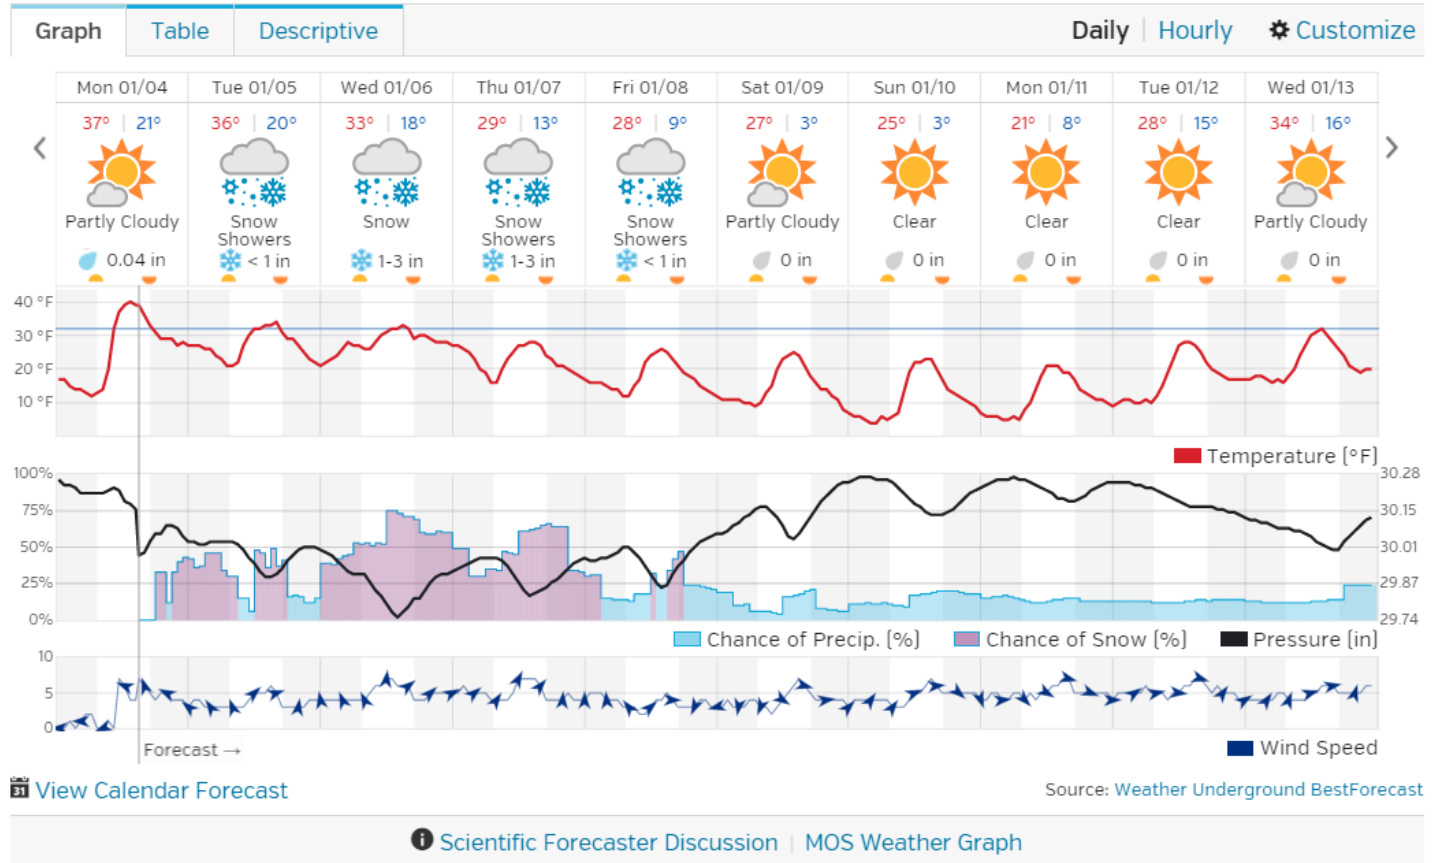 Graph Table Descriptive Daily | Hourly Customize
Mon 01/04 Tue 01/05 Wed 01/06 Thu 01/07 Fri 01/08 Sat 01/09 Sun 01/10 Mon 01/11 Tue 01/12 Wed 01/13
37° | 21° 36° | 20° 33° | 18° 29° | 13° 28° | 9° 27° | 3° 25° | 3° 21° | 8° 28° | 15° 34° | 16°
Partly Cloudy Snow Snow Snow Snow Partly Cloudy Clear Clear Clear Partly Cloudy
Showers Showers Showers
0.04 in < 1 in 1-3 in 1-3 in < 1 in 0 in 0 in 0 in 0 in 0 in
40 °F
30 °F
20 °F
10 °F
Temperature (°F)
100% 30.28
75% 30.15
50% 30.01
25% 29.87
0% 29.74
Chance of Precip. (%) Chance of Snow (%) Pressure (in)
10
5
0
Forecast → Wind Speed
31 View Calendar Forecast Source: Weather Underground BestForecast
i Scientific Forecaster Discussion | MOS Weather Graph